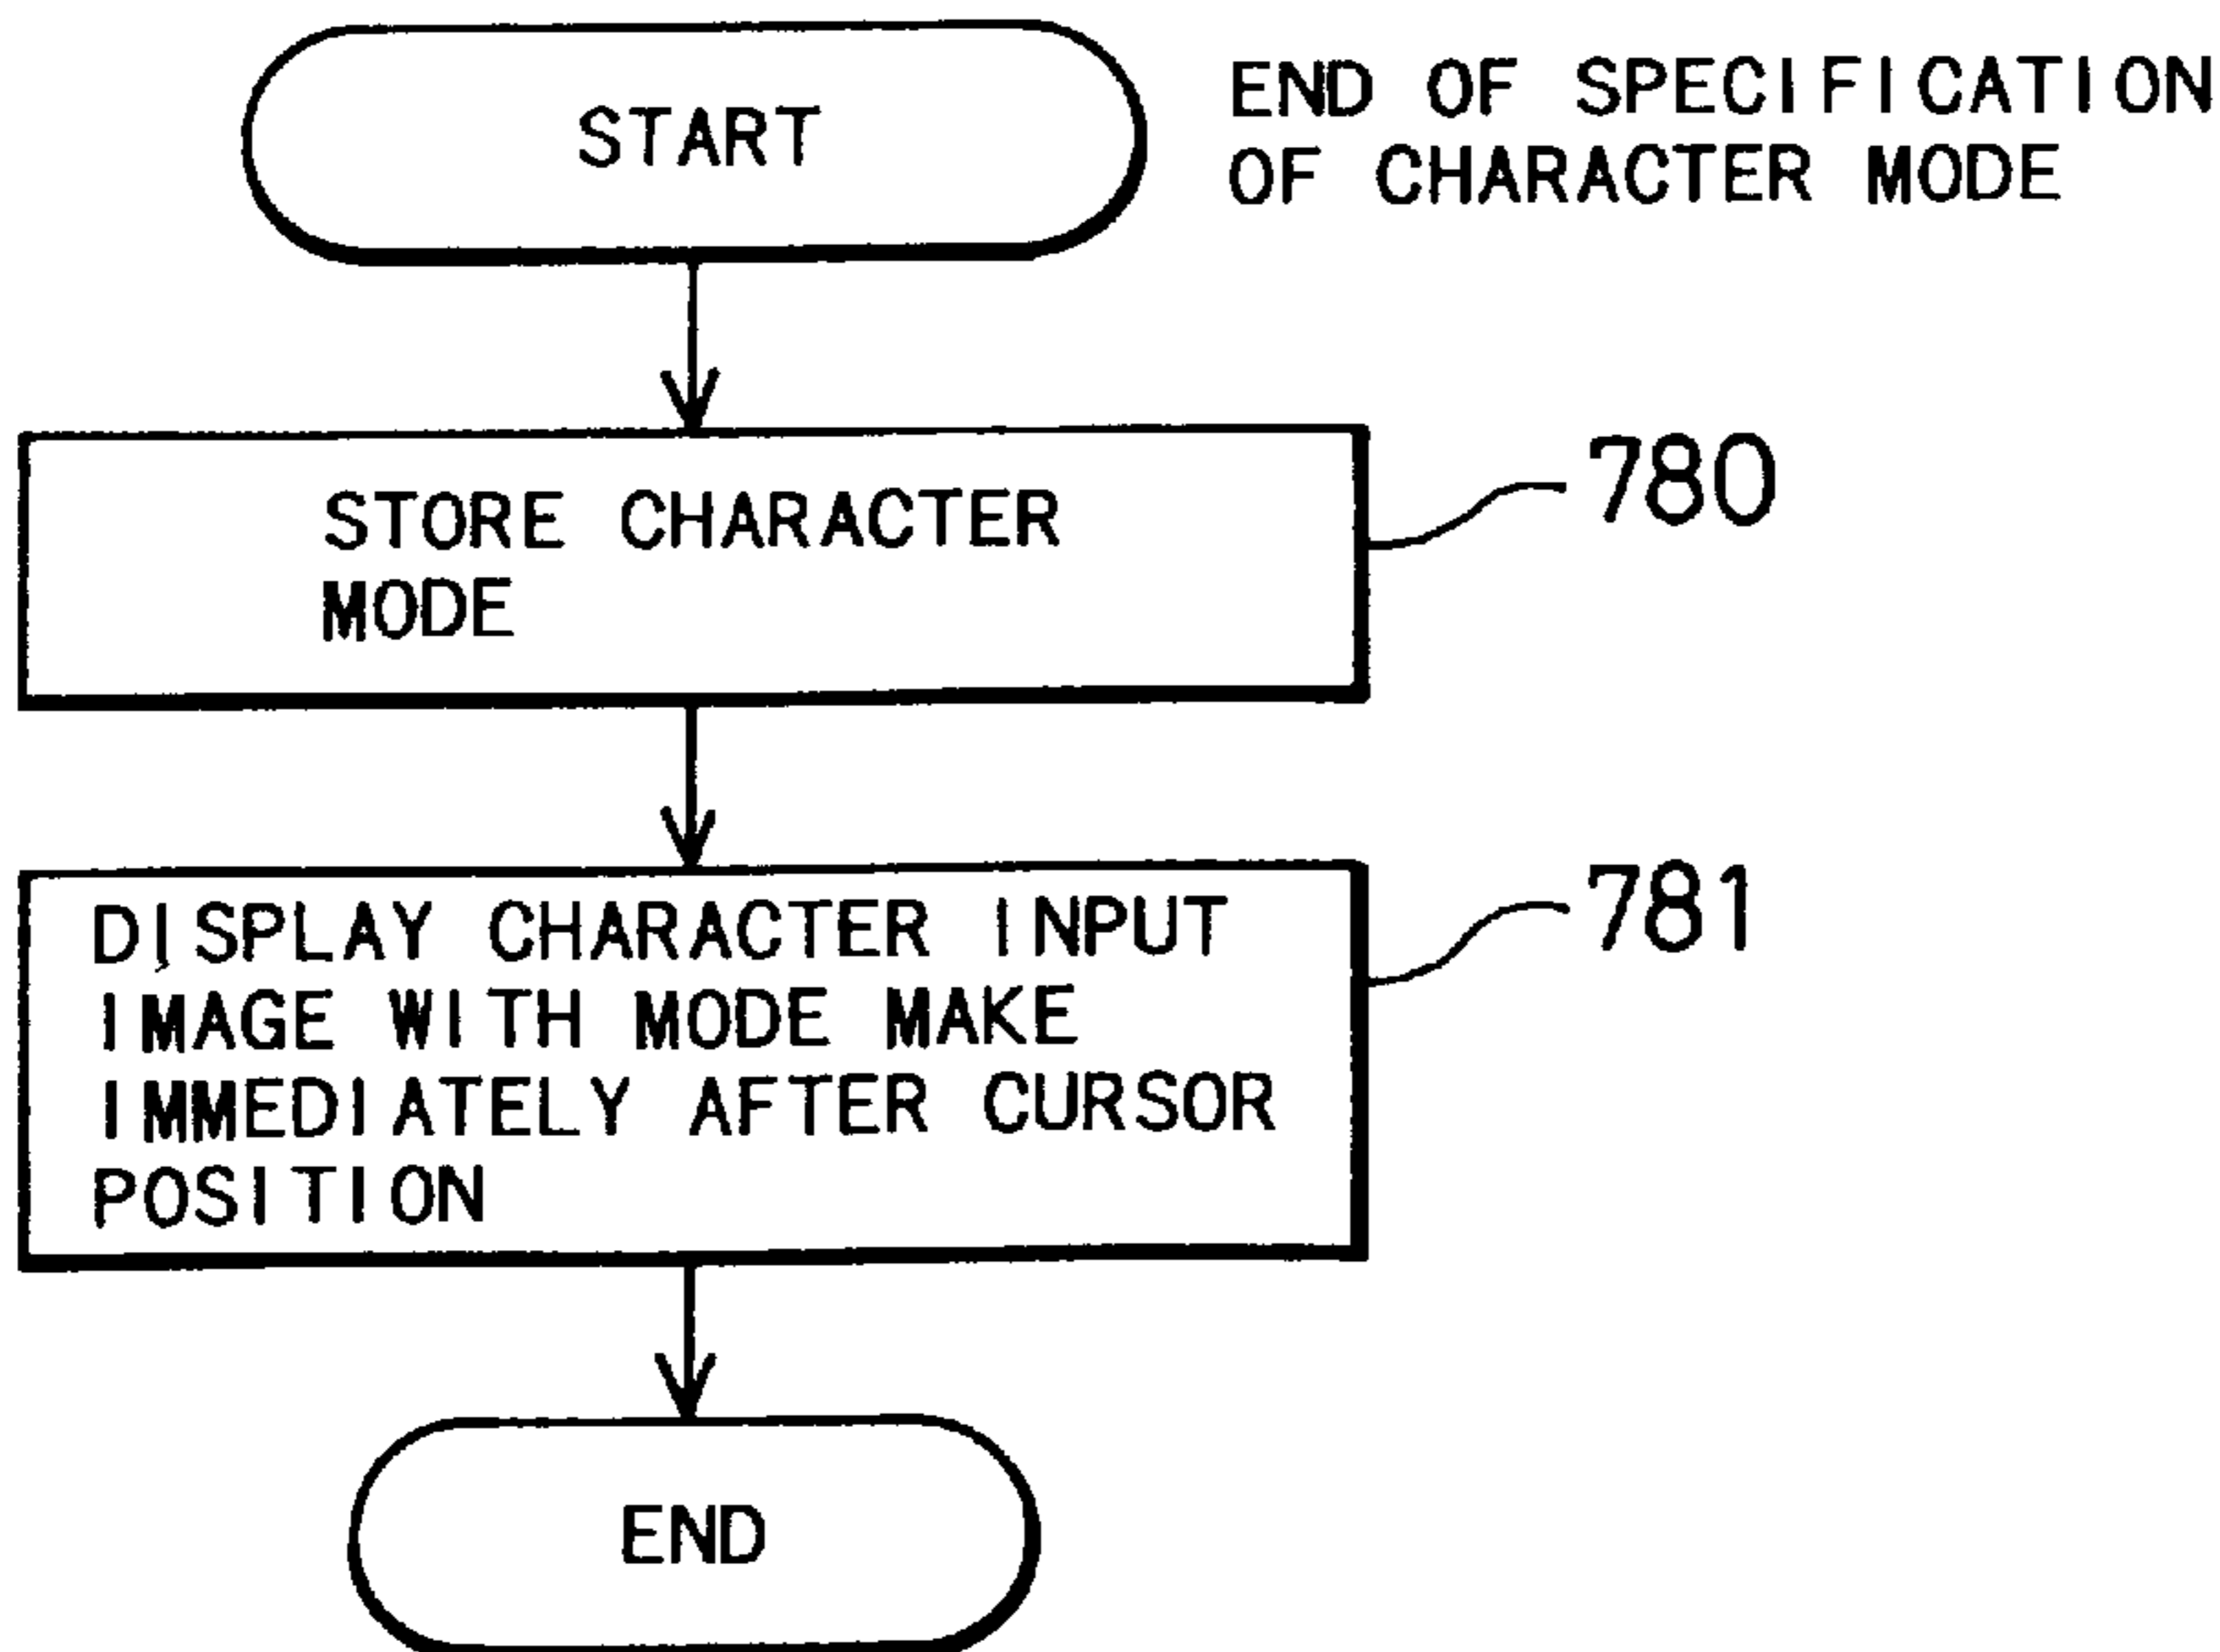 START
END OF SPECIFICATION
OF CHARACTER MODE
STORE CHARACTER
MODE
780
DISPLAY CHARACTER INPUT
IMAGE WITH MODE MAKE
IMMEDIATELY AFTER CURSOR
POSITION
781
END